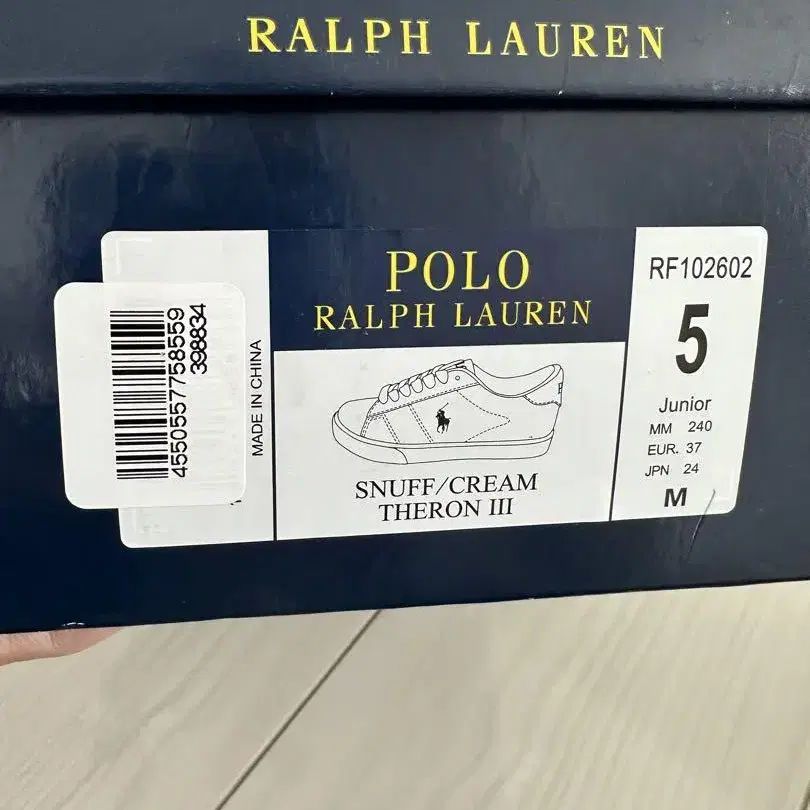 RALPH LAUREN
POLO
RALPH LAUREN
RF102602
5
Junior
MM 240
EUR. 37
JPN 24
M
SNUFF/CREAM
THERON III
MADE IN CHINA
4550557758559
398834